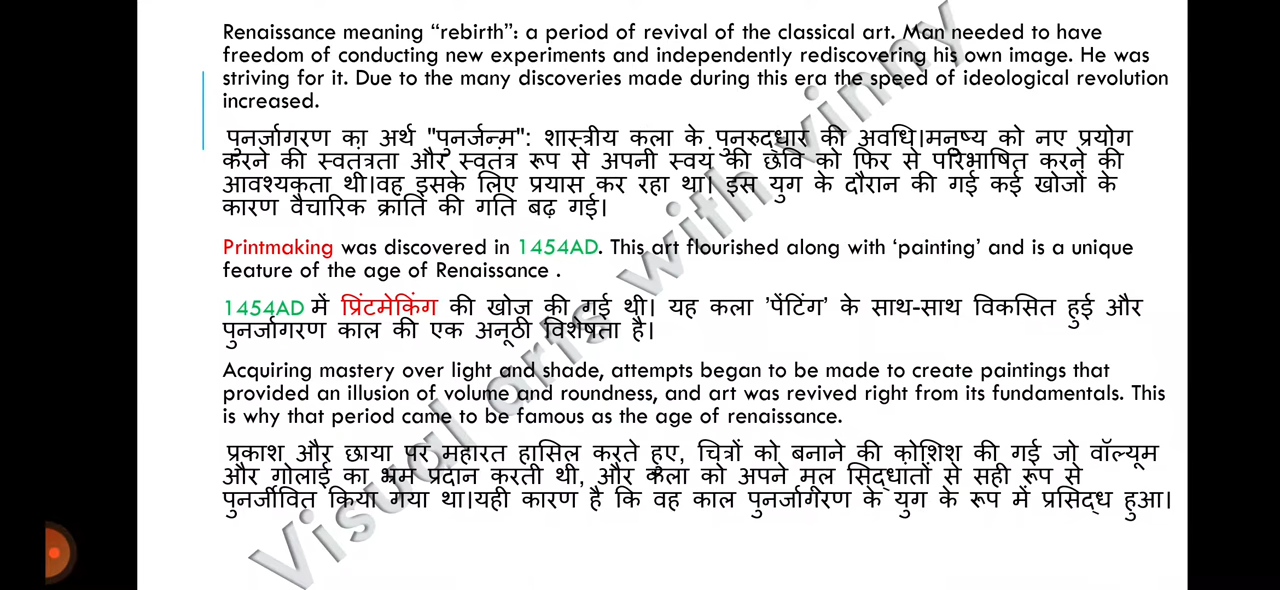 Renaissance meaning “rebirth”: a period of revival of the classical art. Man needed to have
freedom of conducting new experiments and independently rediscovering his own image. He was
striving for it. Due to the many discoveries made during this era the speed of ideological revolution
increased.
पुनर्जागरण का अर्थ "पुनर्जन्म": शास्त्रीय कला के पुनरुद्धार की अवधि।मनुष्य को नए प्रयोग
करने की स्वतंत्रता और स्वतंत्र रूप से अपनी स्वयं की छवि को फिर से परिभाषित करने की
आवश्यकता थी।वह इसके लिए प्रयास कर रहा था। इस युग के दौरान की गई कई खोजों के
कारण वैचारिक क्रांति की गति बढ़ गई।
Printmaking was discovered in 1454AD. This art flourished along with ‘painting’ and is a unique
feature of the age of Renaissance .
1454AD में प्रिंटमेकिंग की खोज की गई थी। यह कला ’पेंटिंग’ के साथ-साथ विकसित हुई और
पुनर्जागरण काल की एक अनूठी विशेषता है।
Acquiring mastery over light and shade, attempts began to be made to create paintings that
provided an illusion of volume and roundness, and art was revived right from its fundamentals. This
is why that period came to be famous as the age of renaissance.
प्रकाश और छाया पर महारत हासिल करते हुए, चित्रों को बनाने की कोशिश की गई जो वॉल्यूम
और गोलाई का भ्रम प्रदान करती थी, और कला को अपने मूल सिद्धांतों से सही रूप से
पुनर्जीवित किया गया था।यही कारण है कि वह काल पुनर्जागरण के युग के रूप में प्रसिद्ध हुआ।
Visual arts with vinmy